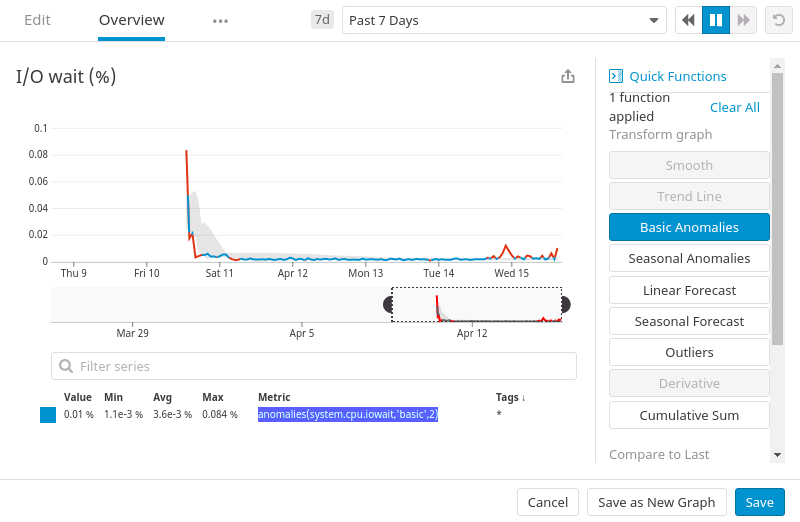 Edit Overview ••• 7d Past 7 Days
I/O wait (%)
Quick Functions
1 function
applied
Clear All
Transform graph
Smooth
Trend Line
Basic Anomalies
Seasonal Anomalies
Linear Forecast
Seasonal Forecast
Outliers
Derivative
Cumulative Sum
Compare to Last
0.1
0.08
0.06
0.04
0.02
0
Thu 9 Fri 10 Sat 11 Apr 12 Mon 13 Tue 14 Wed 15
Mar 29 Apr 5 Apr 12
Filter series
Value Min Avg Max Metric Tags ↓
0.01 % 1.1e-3 % 3.6e-3 % 0.084 % anomalies(system.cpu.iowait,'basic',2) *
Cancel Save as New Graph Save